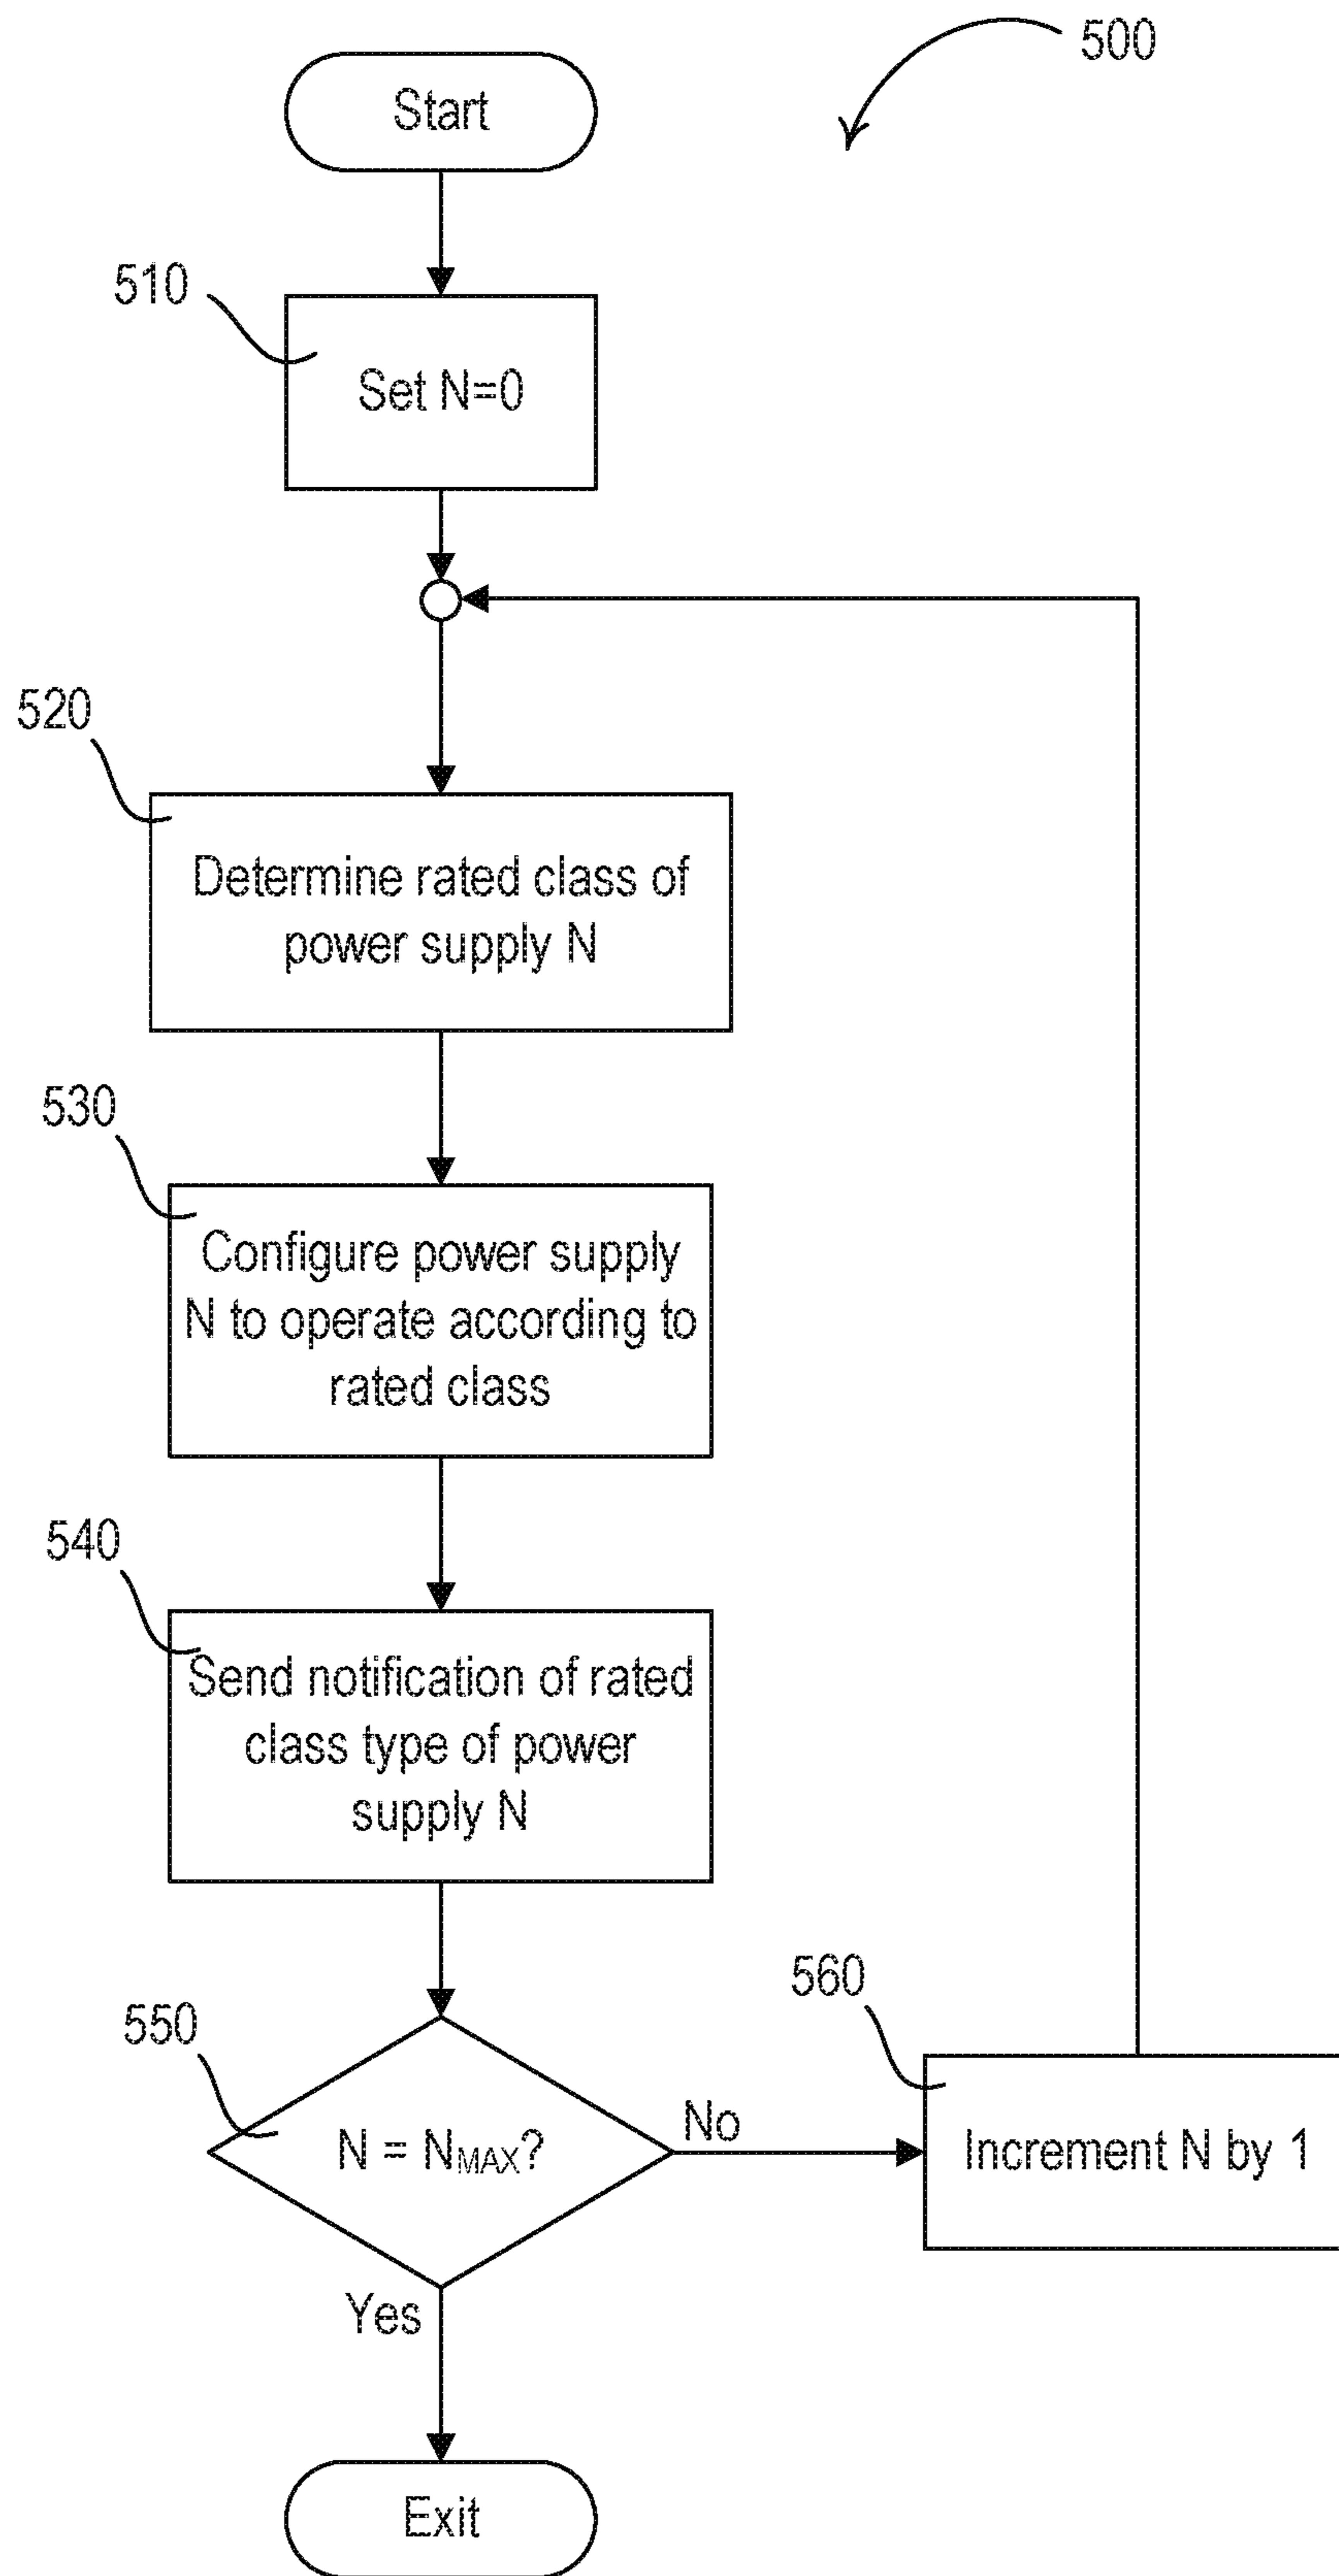 500
Start
510
Set N=0
520
Determine rated class of
power supply N
530
Configure power supply
N to operate according to
rated class
540
Send notification of rated
class type of power
supply N
550
N = NMAX?
No
560
Increment N by 1
Yes
Exit